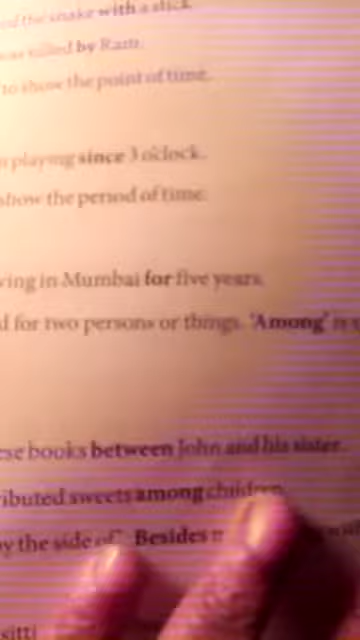 of the snake with a stick.
was killed by Ram.
to show the point of time.
playing since 3 o'clock.
show the period of time.
ving in Mumbai for five years.
d for two persons or things. 'Among' is
ese books between John and his sister.
ributed sweets among children.
by the side of'. Besides
sitti